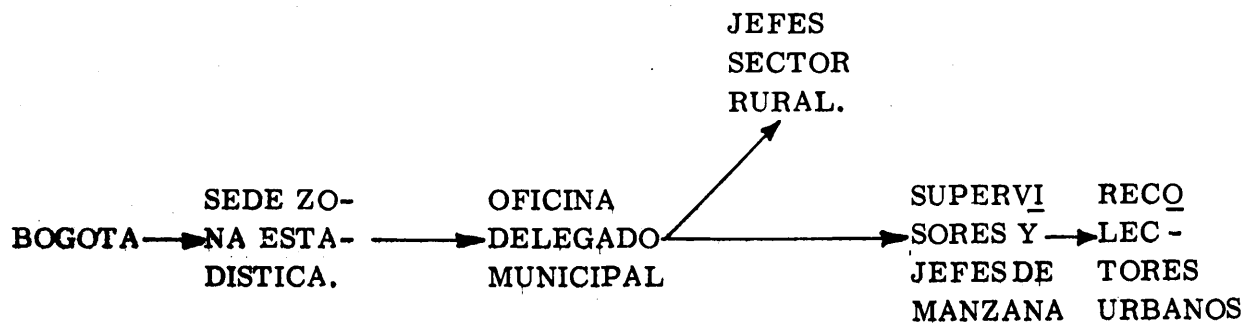 JEFES
SECTOR
RURAL.
BOGOTA
SEDE ZO-
NA ESTA-
DISTICA.
OFICINA
DELEGADO
MUNICIPAL
SUPERVI
SORES Y
JEFES DE
MANZANA
RECO
LEC-
TORES
URBANOS